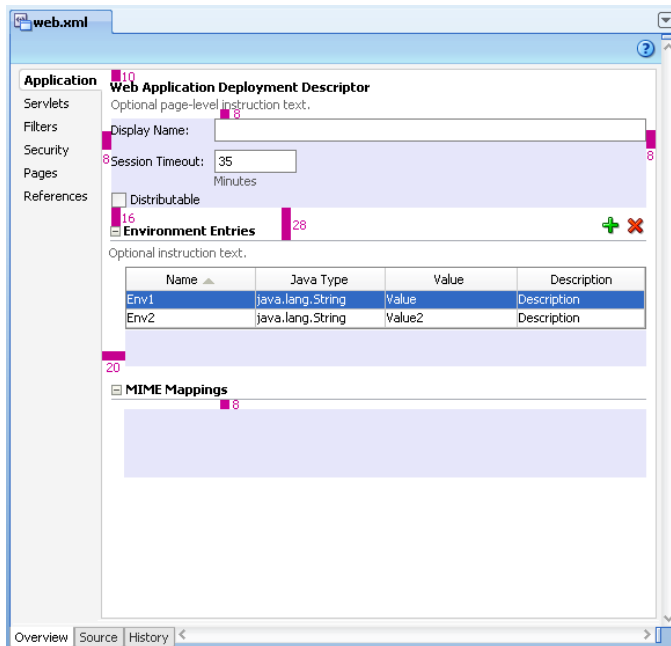 web.xml
Application
Servlets
Filters
Security
Pages
References
10
Web Application Deployment Descriptor
Optional page-level instruction text.
8
Display Name:
8
8
Session Timeout: 35
Minutes
Distributable
16
28
Environment Entries
Optional instruction text.
Name Java Type Value Description
Env1 java.lang.String Value Description
Env2 java.lang.String Value2 Description
20
MIME Mappings
8
Overview Source History